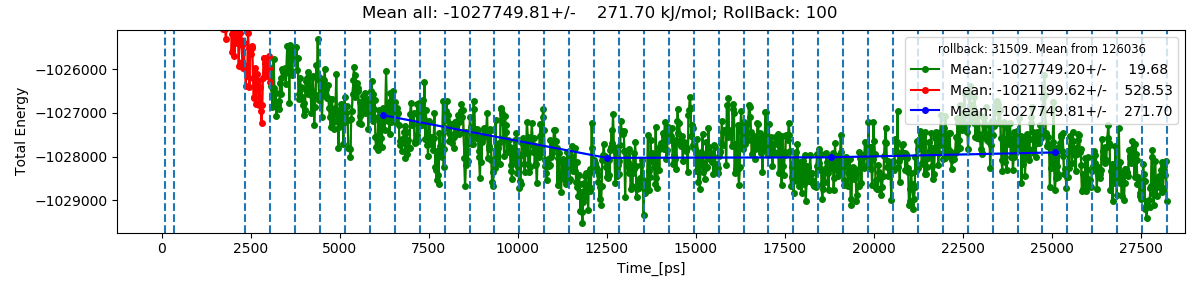 Mean all: -1027749.81+/-    271.70 kJ/mol; RollBack: 100
rollback: 31509. Mean from 126036
Mean: -1027749.20+/-      19.68
Mean: -1021199.62+/-    528.53
Mean: -1027749.81+/-    271.70
Total Energy
−1026000
−1027000
−1028000
−1029000
0 2500 5000 7500 10000 12500 15000 17500 20000 22500 25000 27500
Time_[ps]